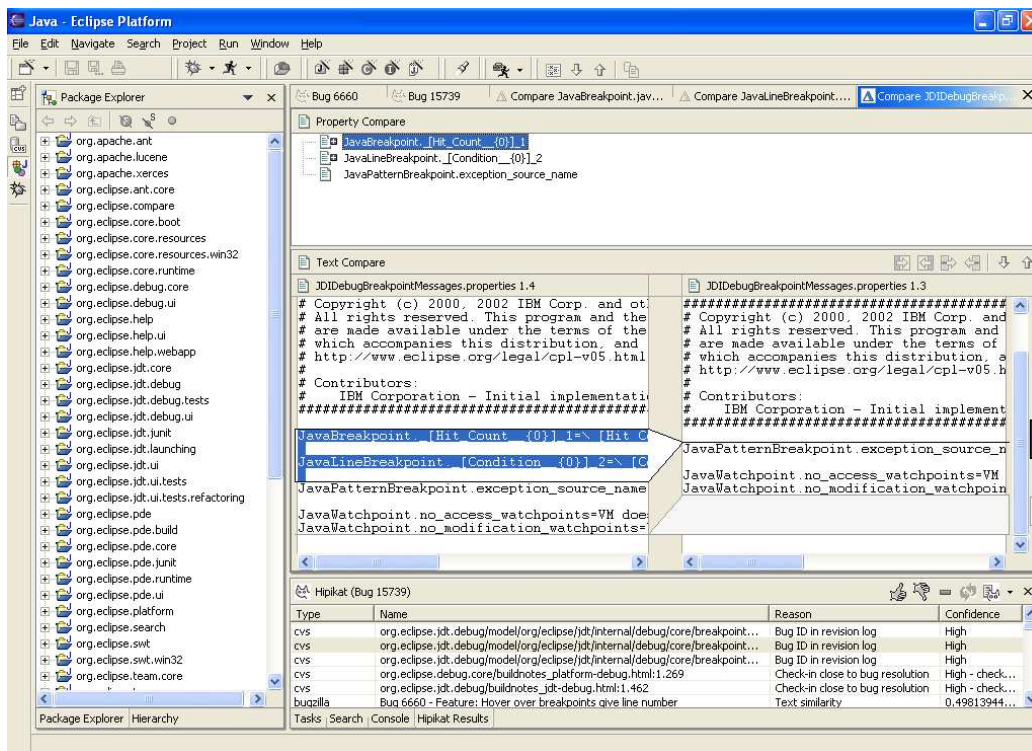 Java - Eclipse Platform
File Edit Navigate Search Project Run Window Help
Package Explorer
org.apache.ant
org.apache.lucene
org.apache.xerces
org.eclipse.ant.core
org.eclipse.compare
org.eclipse.core.boot
org.eclipse.core.resources
org.eclipse.core.resources.win32
org.eclipse.core.runtime
org.eclipse.debug.core
org.eclipse.debug.ui
org.eclipse.help
org.eclipse.help.ui
org.eclipse.help.webapp
org.eclipse.jdt.core
org.eclipse.jdt.debug
org.eclipse.jdt.debug.tests
org.eclipse.jdt.debug.ui
org.eclipse.jdt.junit
org.eclipse.jdt.launching
org.eclipse.jdt.ui
org.eclipse.jdt.ui.tests
org.eclipse.jdt.ui.tests.refactoring
org.eclipse.pde
org.eclipse.pde.build
org.eclipse.pde.core
org.eclipse.pde.junit
org.eclipse.pde.runtime
org.eclipse.pde.ui
org.eclipse.platform
org.eclipse.search
org.eclipse.swt
org.eclipse.swt.win32
org.eclipse.team.core
Package Explorer Hierarchy
Bug 6660 Bug 15739 Compare JavaBreakpoint.jav... Compare JavaLineBreakpoint.... Compare JDIDebugBreakp...
Property Compare
JavaBreakpoint._[Hit_Count__{0}]_1
JavaLineBreakpoint._[Condition__{0}]_2
JavaPatternBreakpoint.exception_source_name
Text Compare
JDIDebugBreakpointMessages.properties 1.4
# Copyright (c) 2000, 2002 IBM Corp. and ot
# All rights reserved. This program and the
# are made available under the terms of the
# which accompanies this distribution, and
# http://www.eclipse.org/legal/cpl-v05.html
#
# Contributors:
#     IBM Corporation - Initial implementati
###########################################
JavaBreakpoint._[Hit_Count__{0}]_1=\ [Hit C
JavaLineBreakpoint._[Condition__{0}]_2=\ [C
JavaPatternBreakpoint.exception_source_name
JavaWatchpoint.no_access_watchpoints=VM doe
JavaWatchpoint.no_modification_watchpoints=
JDIDebugBreakpointMessages.properties 1.3
########################################
# Copyright (c) 2000, 2002 IBM Corp. and
# All rights reserved. This program and
# are made available under the terms of
# which accompanies this distribution, a
# http://www.eclipse.org/legal/cpl-v05.h
#
# Contributors:
#     IBM Corporation - Initial implement
########################################
JavaPatternBreakpoint.exception_source_n
JavaWatchpoint.no_access_watchpoints=VM
JavaWatchpoint.no_modification_watchpoin
Hipikat (Bug 15739)
Type Name Reason Confidence
cvs org.eclipse.jdt.debug/model/org/eclipse/jdt/internal/debug/core/breakpoint... Bug ID in revision log High
cvs org.eclipse.jdt.debug/model/org/eclipse/jdt/internal/debug/core/breakpoint... Bug ID in revision log High
cvs org.eclipse.jdt.debug/model/org/eclipse/jdt/internal/debug/core/breakpoint... Bug ID in revision log High
cvs org.eclipse.debug.core/buildnotes_platform-debug.html:1.269 Check-in close to bug resolution High - check...
cvs org.eclipse.jdt.debug/buildnotes_jdt-debug.html:1.462 Check-in close to bug resolution High - check...
bugzilla Bug 6660 - Feature: Hover over breakpoints give line number Text similarity 0.49813944...
Tasks Search Console Hipikat Results